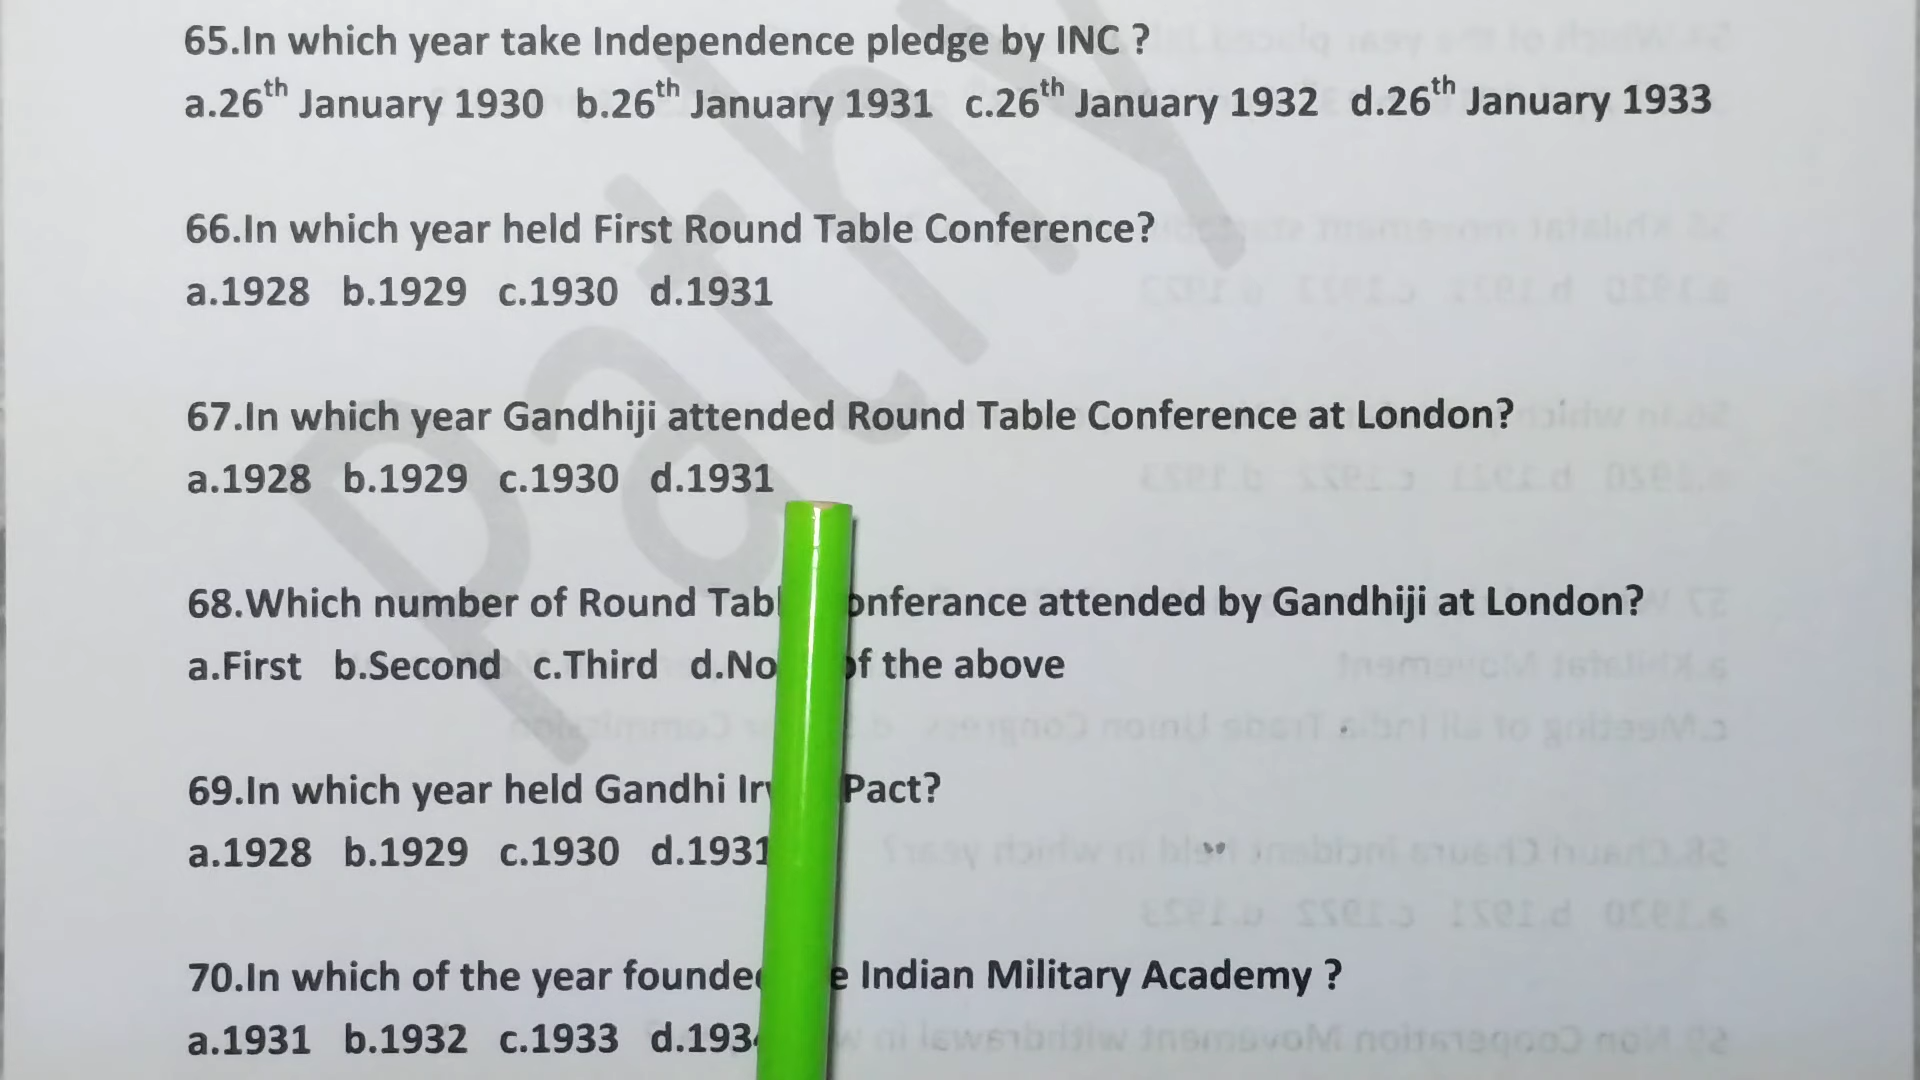 65.In which year take Independence pledge by INC ?
a.26th January 1930 b.26th January 1931 c.26th January 1932 d.26th January 1933
66.In which year held First Round Table Conference?
a.1928 b.1929 c.1930 d.1931
67.In which year Gandhiji attended Round Table Conference at London?
a.1928 b.1929 c.1930 d.1931
68.Which number of Round Tabl onferance attended by Gandhiji at London?
a.First b.Second c.Third d.No of the above
69.In which year held Gandhi Ir Pact?
a.1928 b.1929 c.1930 d.1931
70.In which of the year founde e Indian Military Academy ?
a.1931 b.1932 c.1933 d.193
Pathy